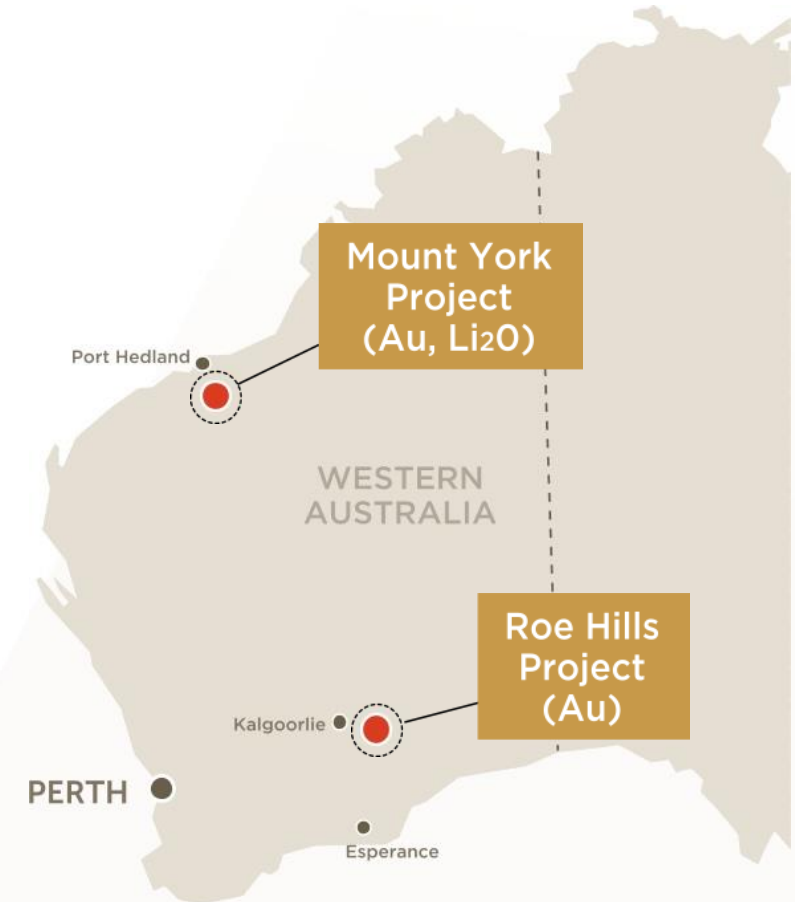 Mount York
Project
(Au, Li₂O)
Port Hedland
WESTERN
AUSTRALIA
Roe Hills
Project
(Au)
Kalgoorlie
PERTH
Esperance